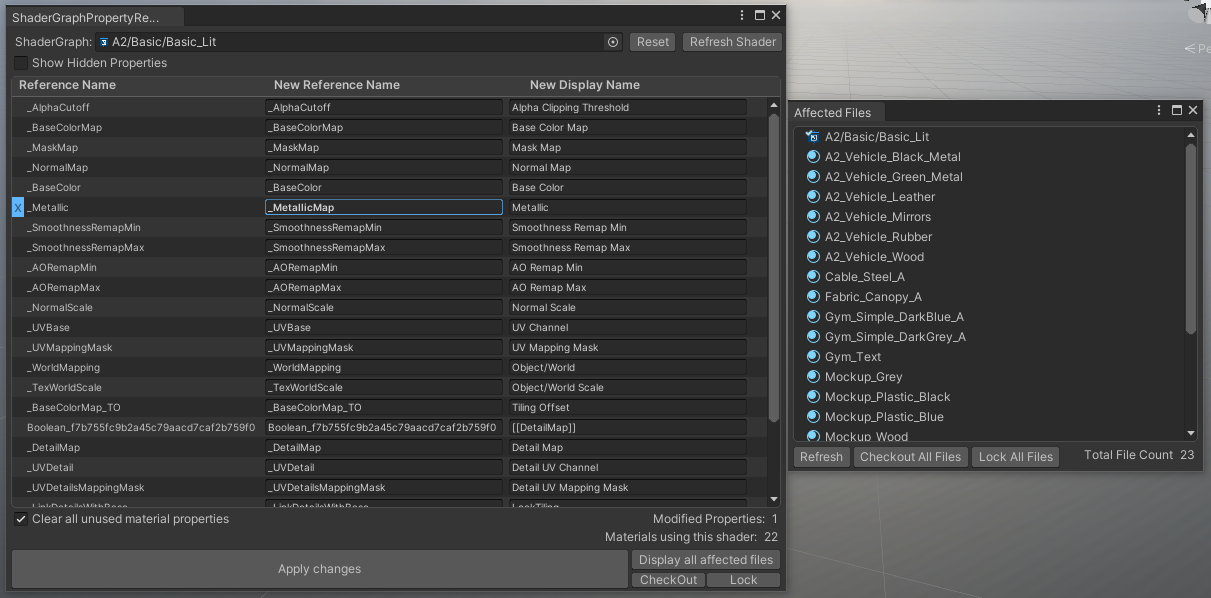 ShaderGraphPropertyRe...
ShaderGraph: A2/Basic/Basic_Lit Reset Refresh Shader
Show Hidden Properties
Reference Name New Reference Name New Display Name
_AlphaCutoff _AlphaCutoff Alpha Clipping Threshold
_BaseColorMap _BaseColorMap Base Color Map
_MaskMap _MaskMap Mask Map
_NormalMap _NormalMap Normal Map
_BaseColor _BaseColor Base Color
X _Metallic _MetallicMap Metallic
_SmoothnessRemapMin _SmoothnessRemapMin Smoothness Remap Min
_SmoothnessRemapMax _SmoothnessRemapMax Smoothness Remap Max
_AORemapMin _AORemapMin AO Remap Min
_AORemapMax _AORemapMax AO Remap Max
_NormalScale _NormalScale Normal Scale
_UVBase _UVBase UV Channel
_UVMappingMask _UVMappingMask UV Mapping Mask
_WorldMapping _WorldMapping Object/World
_TexWorldScale _TexWorldScale Object/World Scale
_BaseColorMap_TO _BaseColorMap_TO Tiling Offset
Boolean_f7b755fc9b2a45c79aacd7caf2b759f0 Boolean_f7b755fc9b2a45c79aacd7caf2b759f0 [[DetailMap]]
_DetailMap _DetailMap Detail Map
_UVDetail _UVDetail Detail UV Channel
_UVDetailsMappingMask _UVDetailsMappingMask Detail UV Mapping Mask
_LinkDetailsWithBase _LinkDetailsWithBase LockTiling
Clear all unused material properties
Modified Properties: 1
Materials using this shader: 22
Apply changes
Display all affected files
CheckOut Lock
Affected Files
A2/Basic/Basic_Lit
A2_Vehicle_Black_Metal
A2_Vehicle_Green_Metal
A2_Vehicle_Leather
A2_Vehicle_Mirrors
A2_Vehicle_Rubber
A2_Vehicle_Wood
Cable_Steel_A
Fabric_Canopy_A
Gym_Simple_DarkBlue_A
Gym_Simple_DarkGrey_A
Gym_Text
Mockup_Grey
Mockup_Plastic_Black
Mockup_Plastic_Blue
Mockup_Wood
Refresh Checkout All Files Lock All Files Total File Count 23